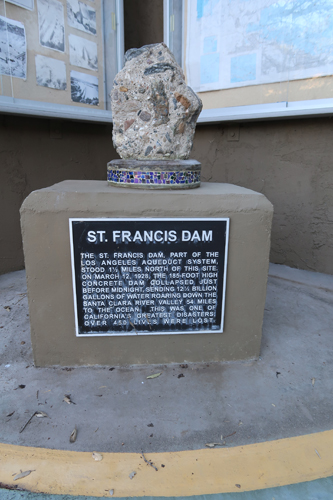 ST. FRANCIS DAM
THE ST. FRANCIS DAM, PART OF THE
LOS ANGELES AQUEDUCT SYSTEM,
STOOD 1½ MILES NORTH OF THIS SITE.
ON MARCH 12, 1928, THE 185-FOOT HIGH
CONCRETE DAM COLLAPSED JUST
BEFORE MIDNIGHT, SENDING 12½ BILLION
GALLONS OF WATER ROARING DOWN THE
SANTA CLARA RIVER VALLEY 54 MILES
TO THE OCEAN. THIS WAS ONE OF
CALIFORNIA'S GREATEST DISASTERS;
OVER 450 LIVES WERE LOST.